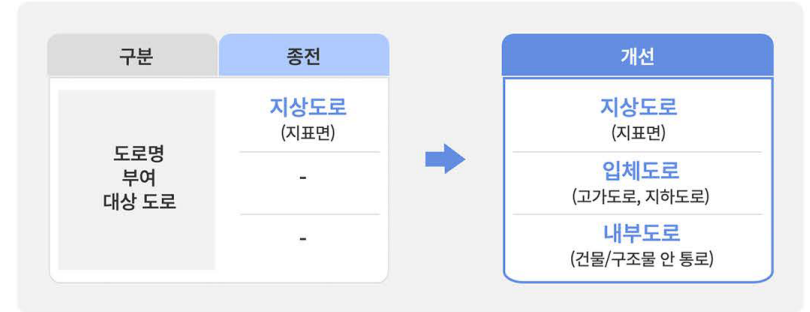 구분
종전
개선
도로명
부여
대상 도로
지상도로
(지표면)
-
-
지상도로
(지표면)
입체도로
(고가도로, 지하도로)
내부도로
(건물/구조물 안 통로)